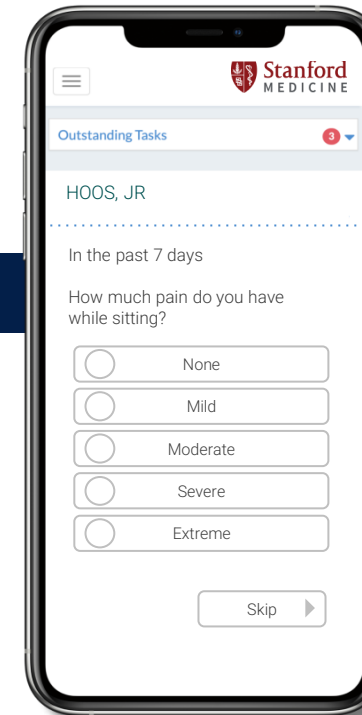 Stanford
MEDICINE
Outstanding Tasks
3
HOOS, JR
In the past 7 days
How much pain do you have
while sitting?
None
Mild
Moderate
Severe
Extreme
Skip